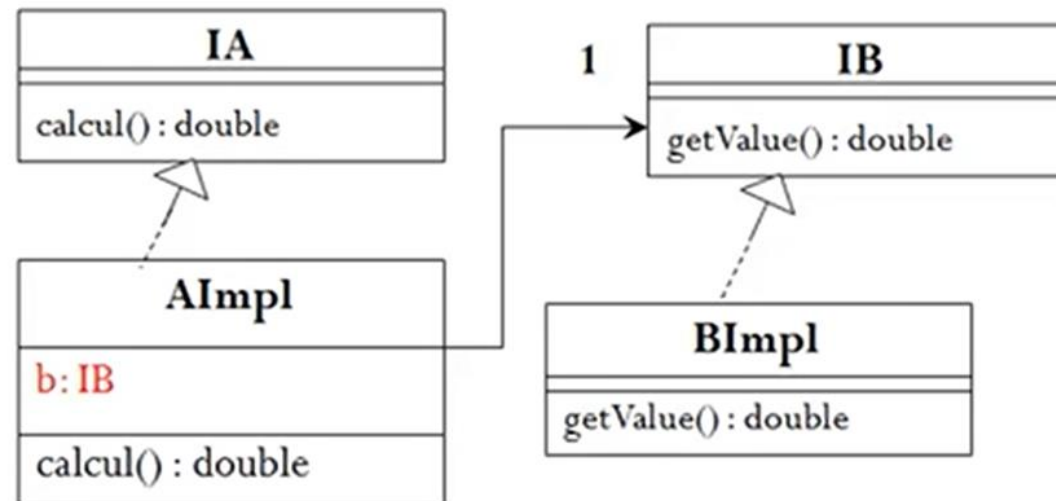 IA
calcul() : double
1
IB
getValue() : double
AImpl
b: IB
calcul() : double
BImpl
getValue() : double